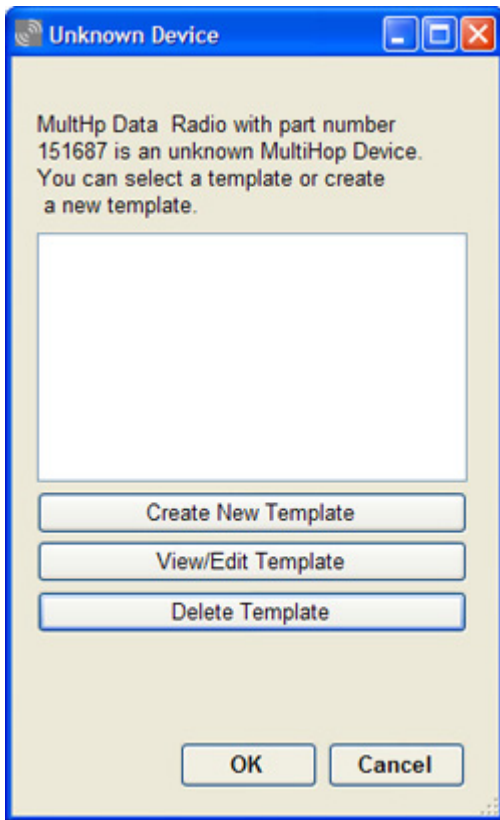 Unknown Device
MultHp Data  Radio with part number
151687 is an unknown MultiHop Device.
You can select a template or create
 a new template.
Create New Template
View/Edit Template
Delete Template
OK
Cancel